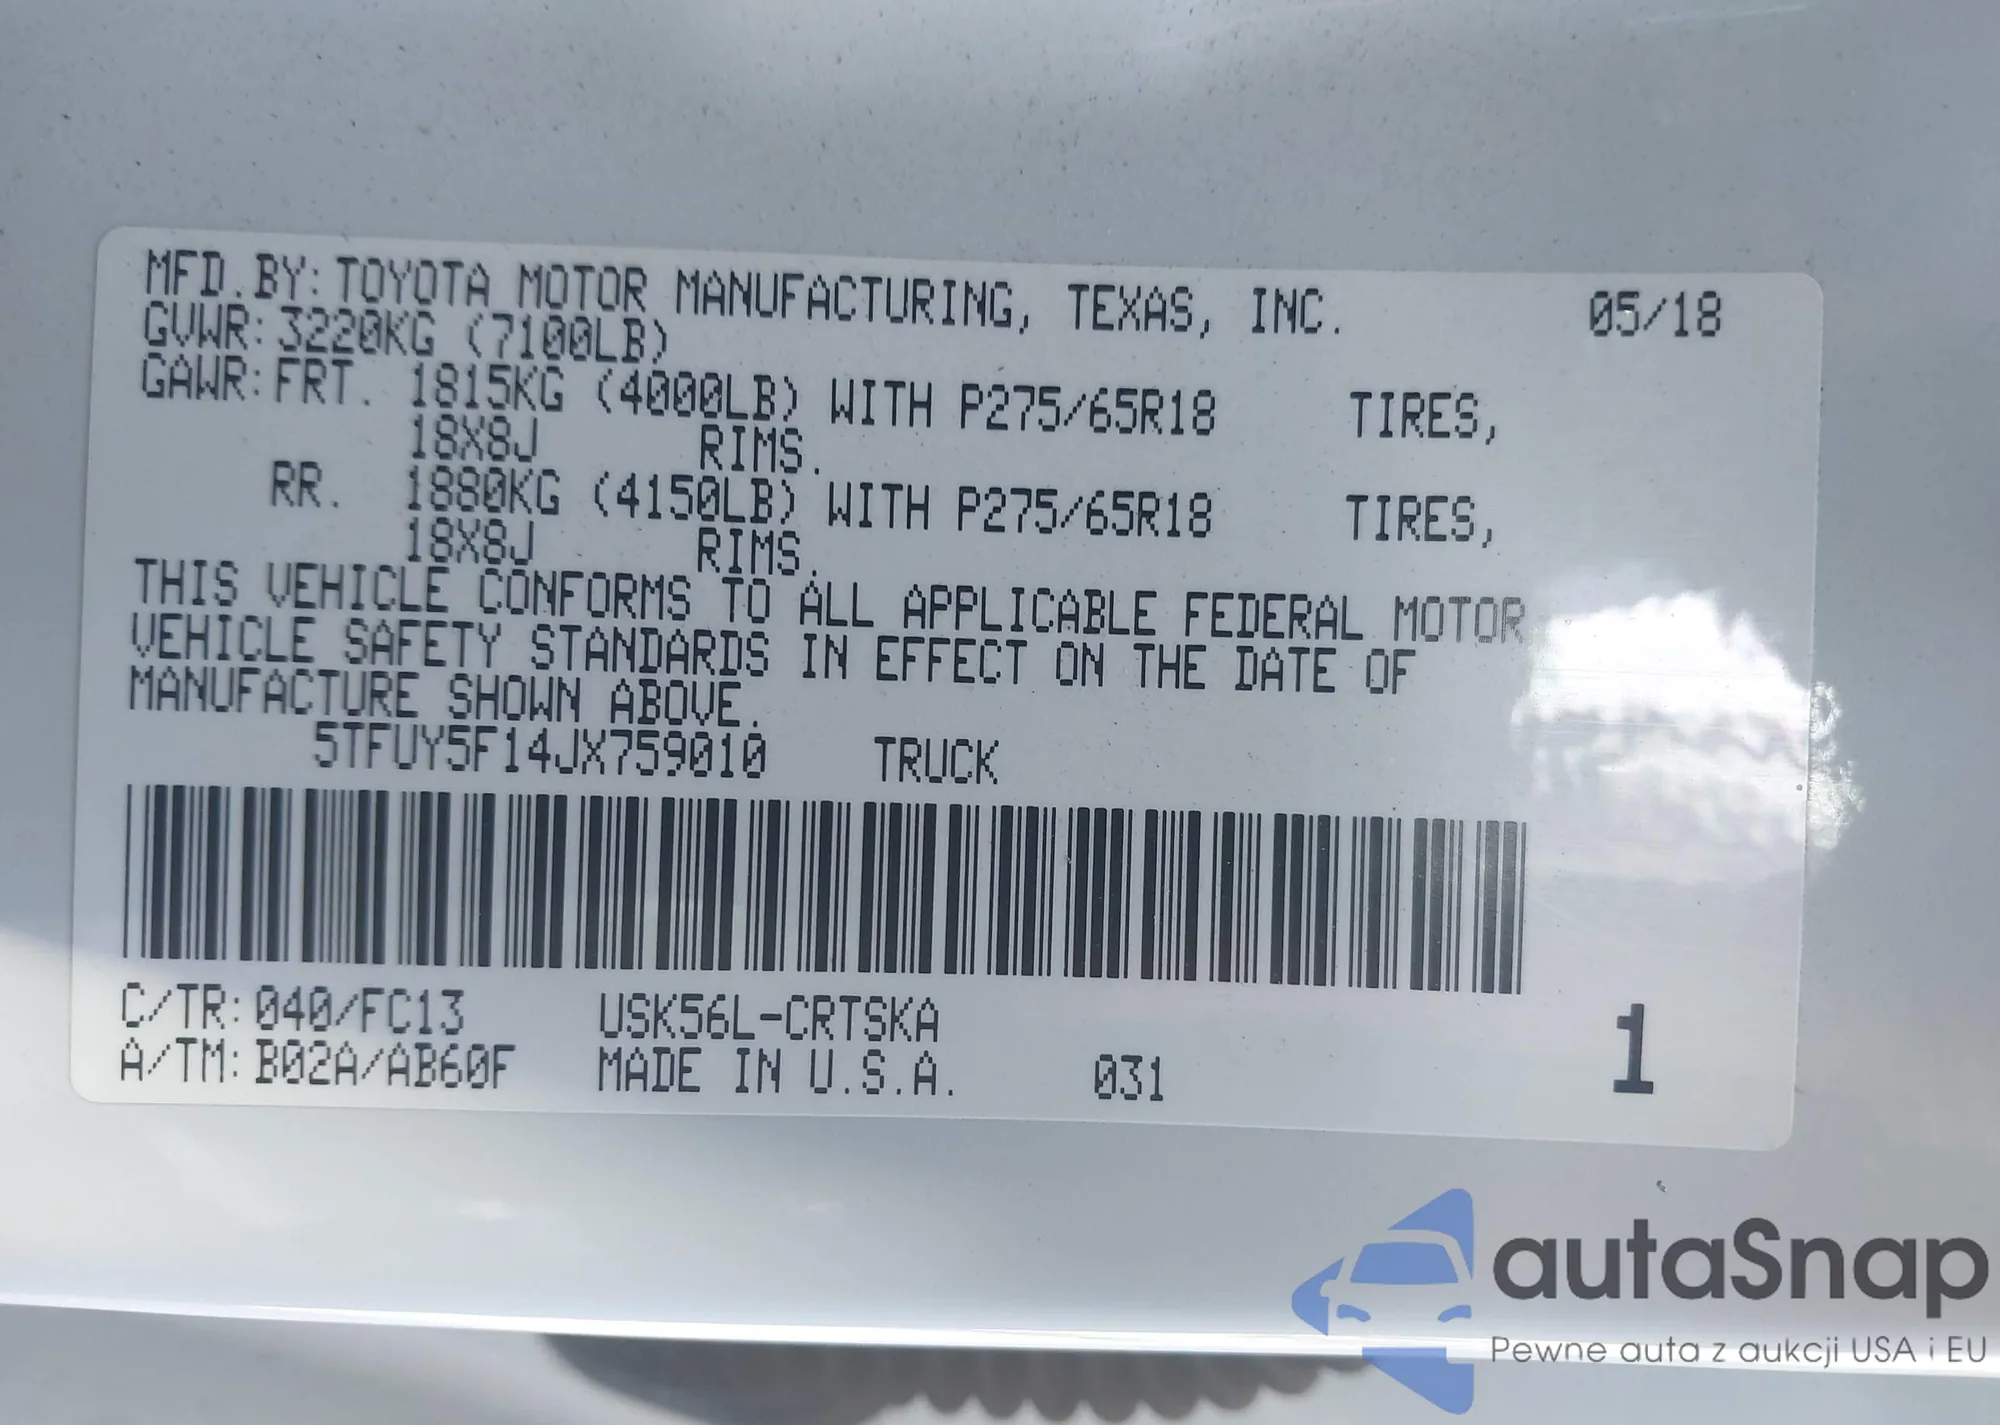 MFD.BY: TOYOTA MOTOR MANUFACTURING, TEXAS, INC. 05/18
GVWR: 3220KG (7100LB)
GAWR: FRT. 1815KG (4000LB) WITH P275/65R18 TIRES,
18X8J RIMS.
RR. 1880KG (4150LB) WITH P275/65R18 TIRES,
18X8J RIMS.
THIS VEHICLE CONFORMS TO ALL APPLICABLE FEDERAL MOTOR
VEHICLE SAFETY STANDARDS IN EFFECT ON THE DATE OF
MANUFACTURE SHOWN ABOVE.
5TFUY5F14JX759010 TRUCK
C/TR: 040/FC13 USK56L-CRTSKA
A/TM: B02A/AB60F MADE IN U.S.A. 031 1
autaSnap
Pewne auta z aukcji USA i EU